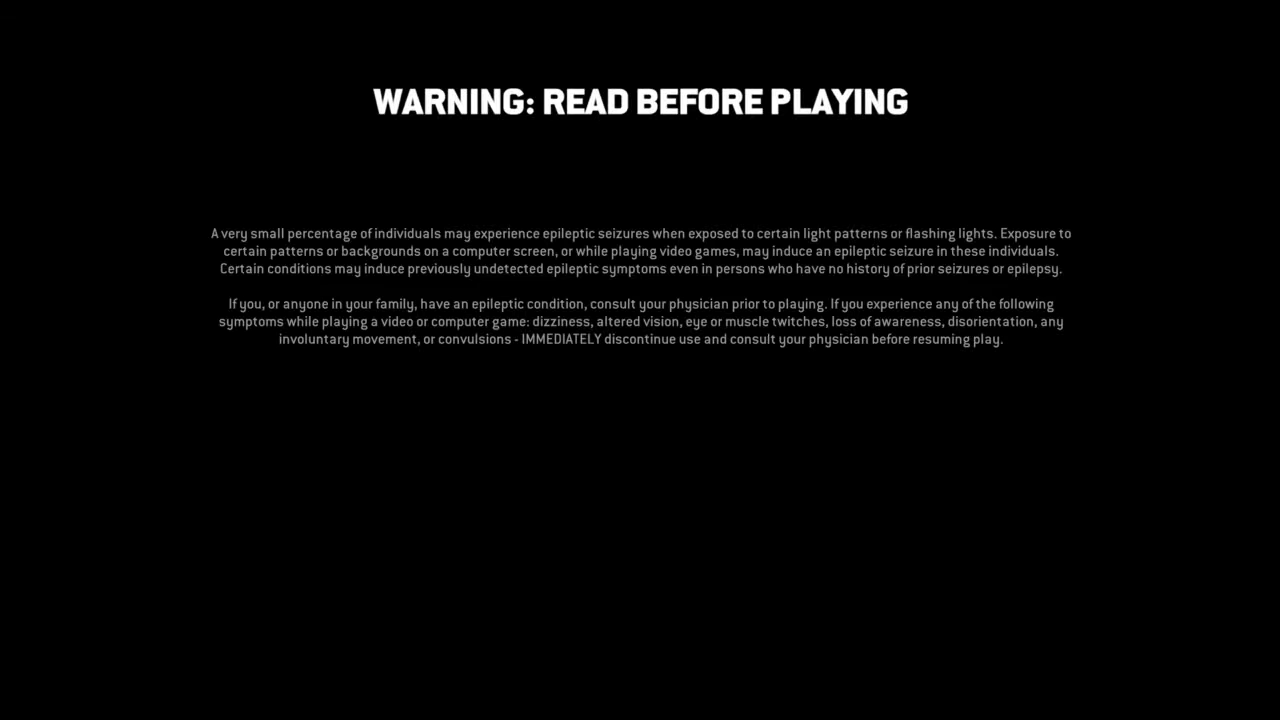 WARNING: READ BEFORE PLAYING
A very small percentage of individuals may experience epileptic seizures when exposed to certain light patterns or flashing lights. Exposure to
certain patterns or backgrounds on a computer screen, or while playing video games, may induce an epileptic seizure in these individuals.
Certain conditions may induce previously undetected epileptic symptoms even in persons who have no history of prior seizures or epilepsy.
If you, or anyone in your family, have an epileptic condition, consult your physician prior to playing. If you experience any of the following
symptoms while playing a video or computer game: dizziness, altered vision, eye or muscle twitches, loss of awareness, disorientation, any
involuntary movement, or convulsions - IMMEDIATELY discontinue use and consult your physician before resuming play.